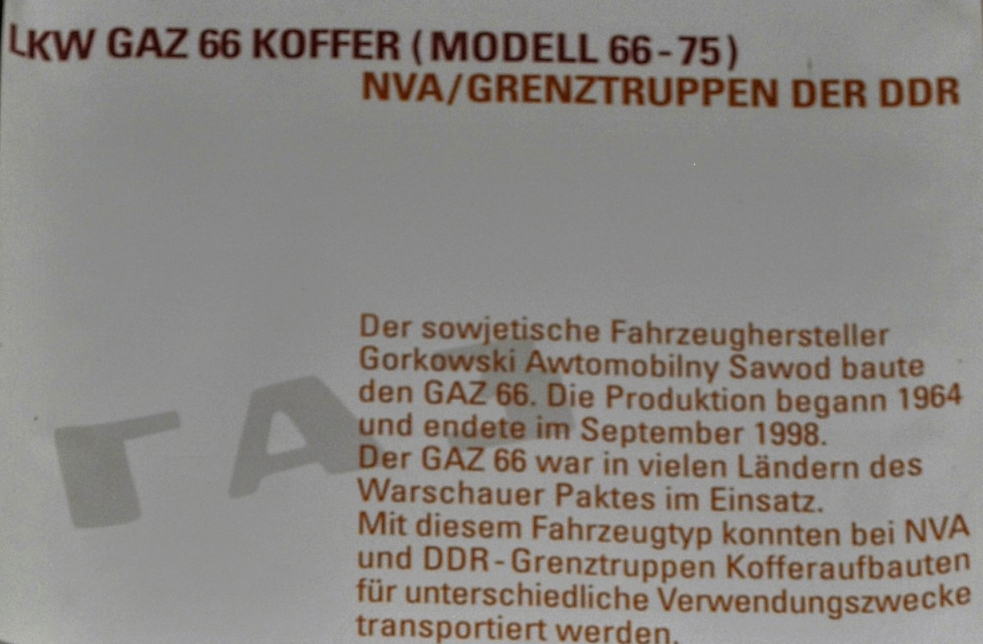 LKW GAZ 66 KOFFER (MODELL 66-75)
NVA/GRENZTRUPPEN DER DDR
Der sowjetische Fahrzeughersteller
Gorkowski Awtomobilny Sawod baute
den GAZ 66. Die Produktion begann 1964
und endete im September 1998.
Der GAZ 66 war in vielen Ländern des
Warschauer Paktes im Einsatz.
Mit diesem Fahrzeugtyp konnten bei NVA
und DDR-Grenztruppen Kofferaufbauten
für unterschiedliche Verwendungszwecke
transportiert werden.
ГАЗ